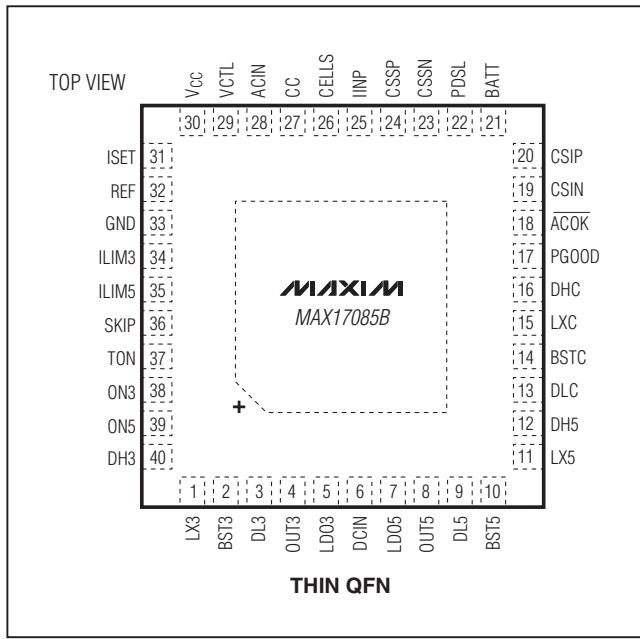 TOP VIEW
VCC VCTL ACIN CC CELLS IINP CSSP CSSN PDSL BATT
30 29 28 27 26 25 24 23 22 21
ISET 31 20 CSIP
REF 32 19 CSIN
GND 33 18 ACOK
ILIM3 34 17 PGOOD
ILIM5 35 16 DHC
SKIP 36 15 LXC
TON 37 14 BSTC
ON3 38 13 DLC
ON5 39 12 DH5
DH3 40 11 LX5
MAXIM
MAX17085B
+
1 2 3 4 5 6 7 8 9 10
LX3 BST3 DL3 OUT3 LDO3 DCIN LDO5 OUT5 DL5 BST5
THIN QFN